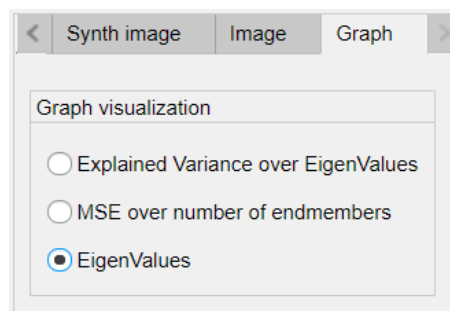 Synth image Image Graph
Graph visualization
Explained Variance over EigenValues
MSE over number of endmembers
EigenValues